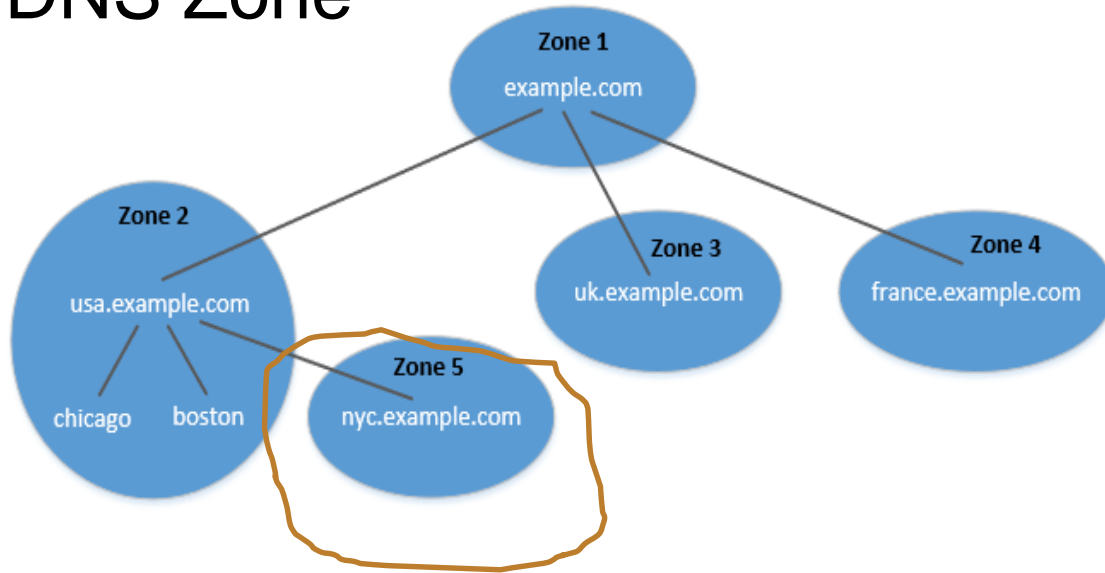 DNS Zone
Zone 1
example.com
Zone 2
usa.example.com
chicago
boston
Zone 3
uk.example.com
Zone 4
france.example.com
Zone 5
nyc.example.com